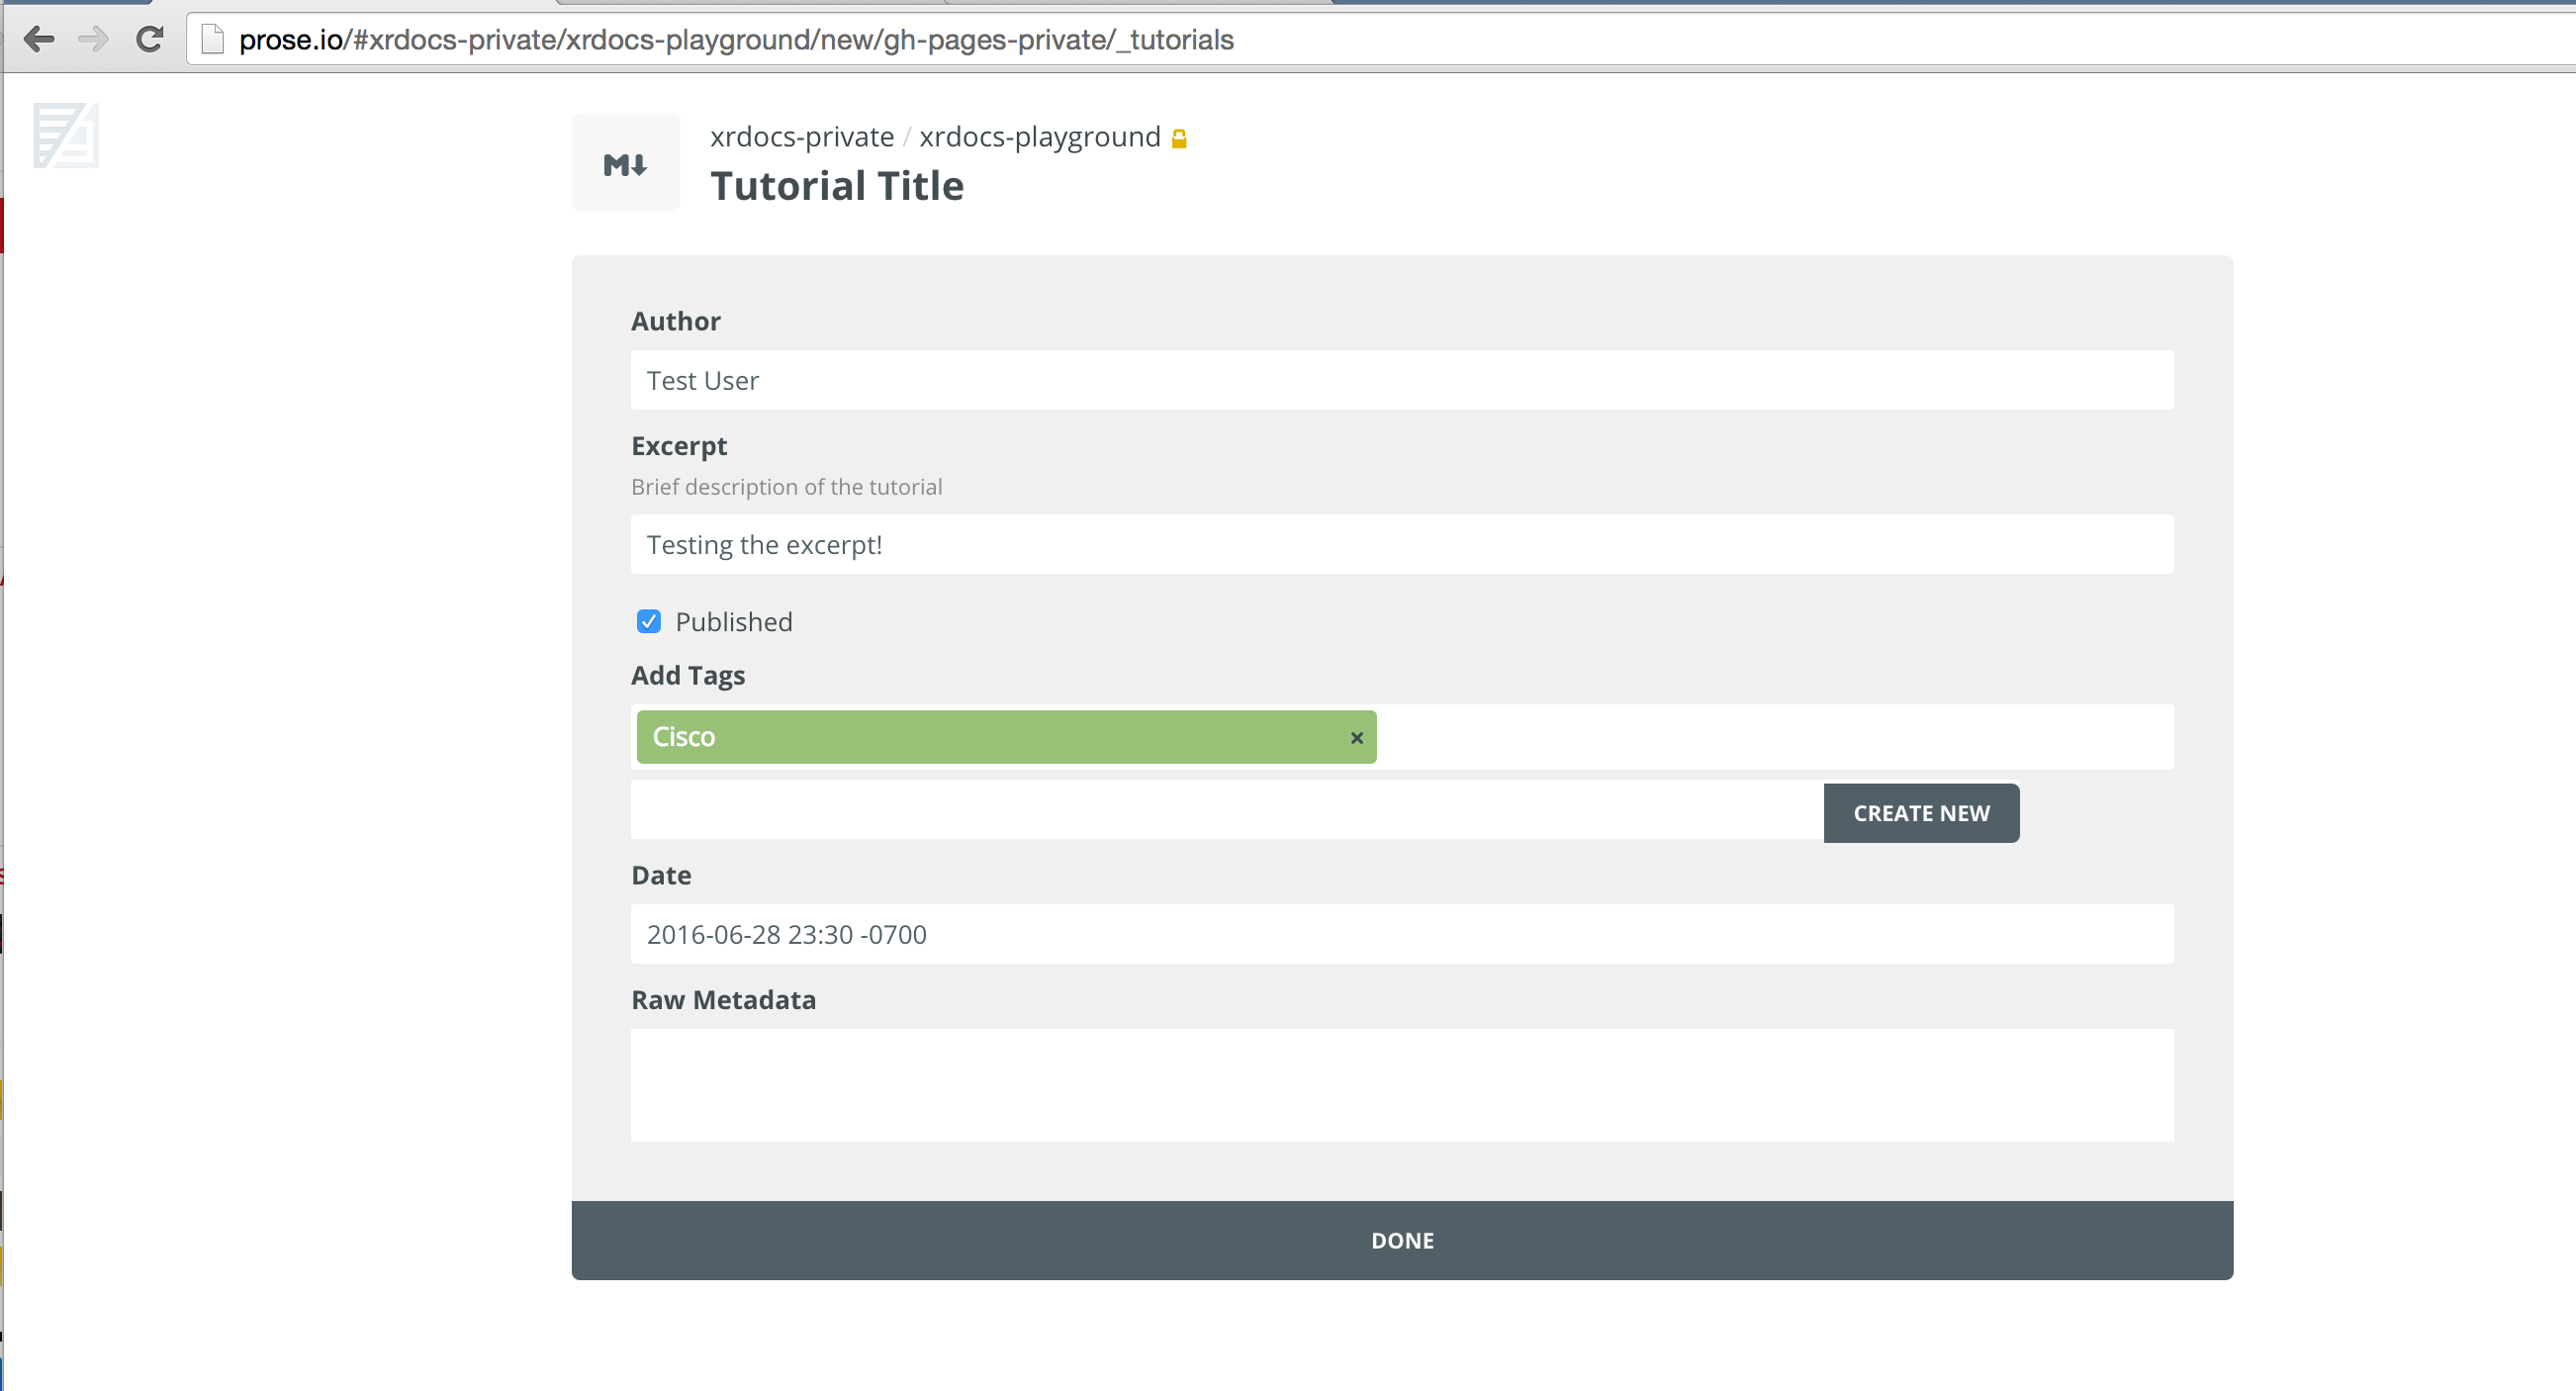 prose.io/#xrdocs-private/xrdocs-playground/new/gh-pages-private/_tutorials
xrdocs-private / xrdocs-playground
M
Tutorial Title
Author
Test User
Excerpt
Brief description of the tutorial
Testing the excerpt!
Published
Add Tags
Cisco ×
CREATE NEW
Date
2016-06-28 23:30 -0700
Raw Metadata
DONE